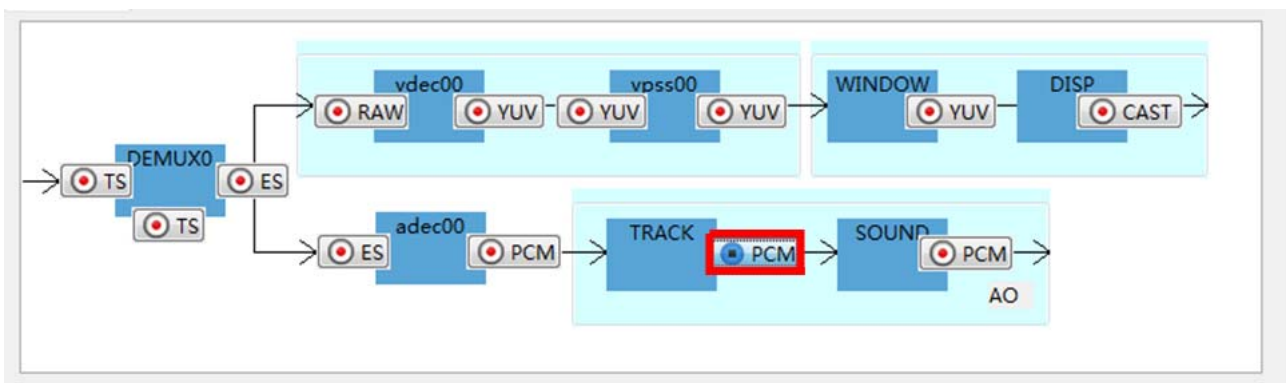 vdec00
vpss00
WINDOW
DISP
RAW
YUV
YUV
YUV
YUV
CAST
DEMUX0
TS
ES
TS
adec00
TRACK
SOUND
ES
PCM
PCM
PCM
AO